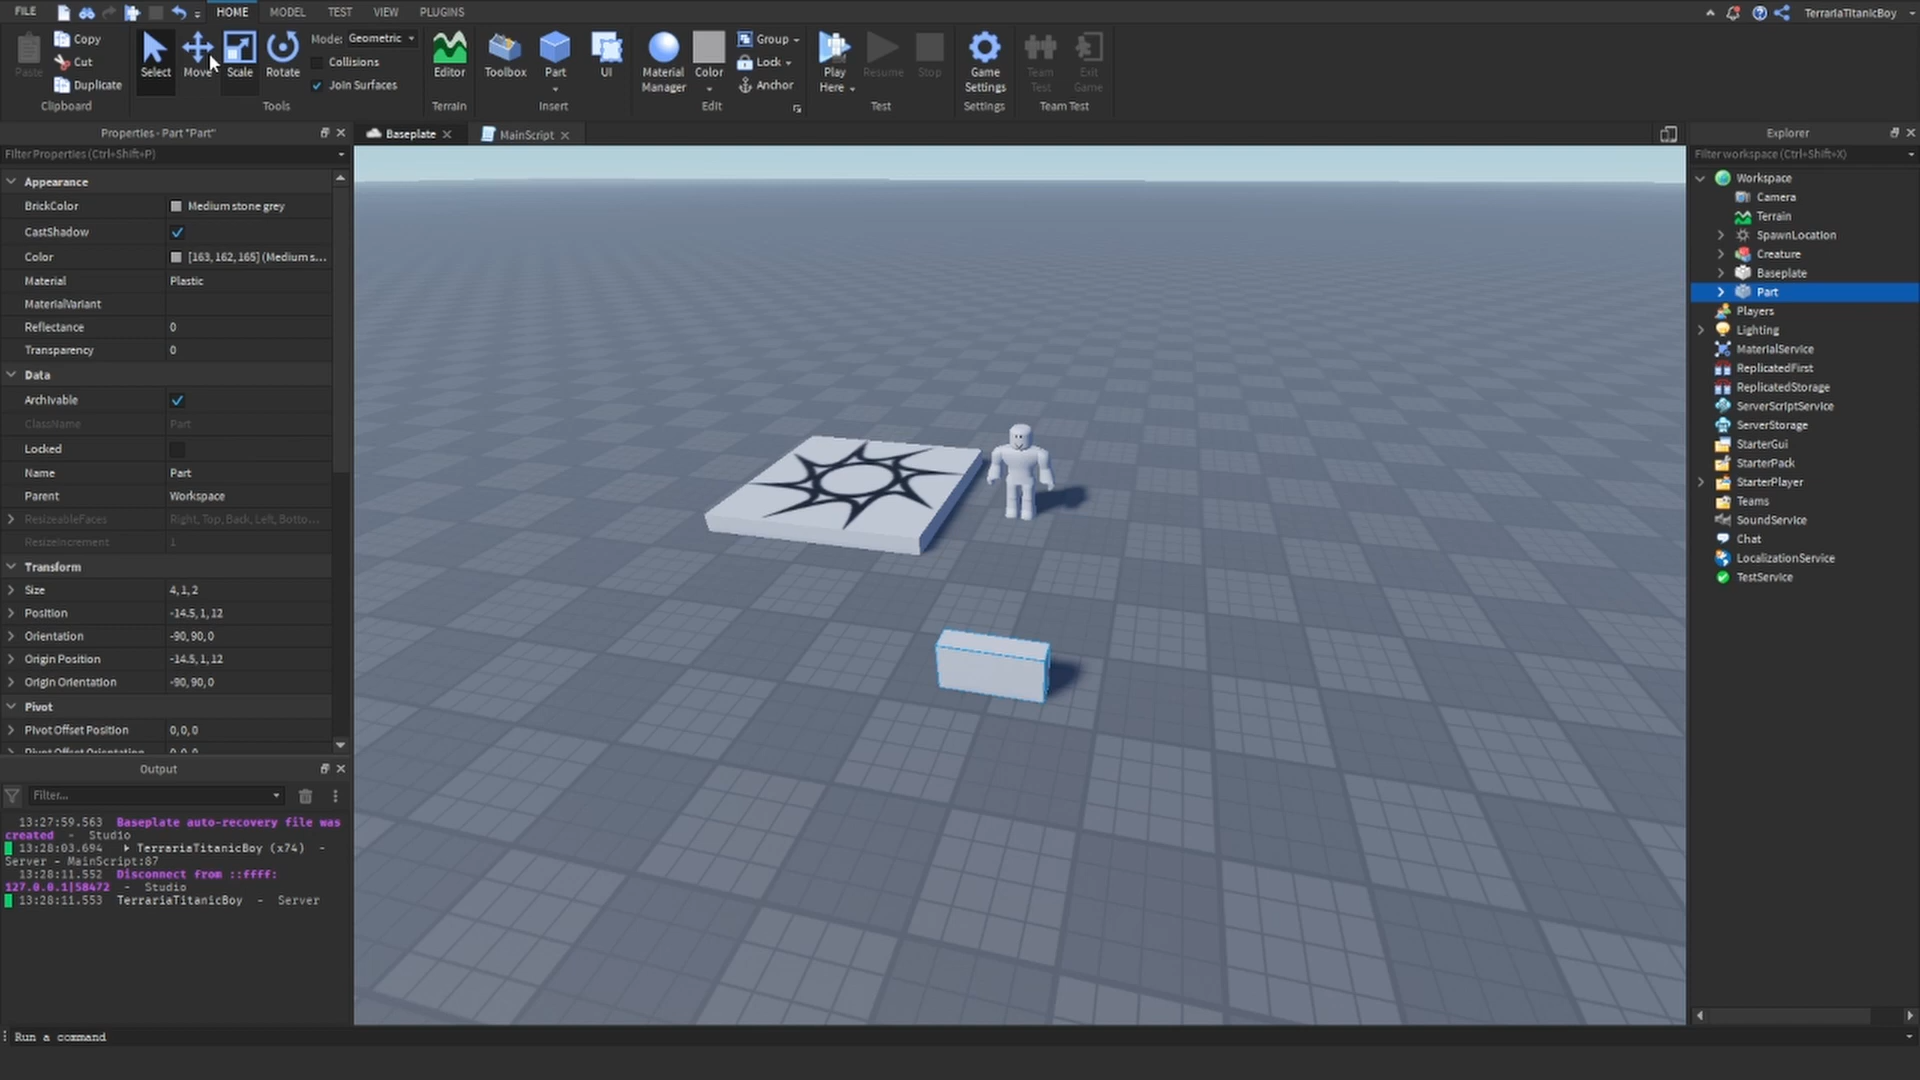 FILE HOME MODEL TEST VIEW PLUGINS TerrariaTitanicBoy
Copy
Cut
Duplicate
Paste
Clipboard
Select Move Scale Rotate
Mode: Geometric
Collisions
Join Surfaces
Tools
Editor
Terrain
Toolbox Part UI
Insert
Material Manager
Color
Group
Lock
Anchor
Edit
Play Here Resume Stop
Test
Game Settings
Settings
Team Test Exit Game
Team Test
Properties - Part "Part"
Filter Properties (Ctrl+Shift+P)
Appearance
BrickColor Medium stone grey
CastShadow
Color [163, 162, 165] (Medium s...
Material Plastic
MaterialVariant
Reflectance 0
Transparency 0
Data
Archivable
ClassName Part
Locked
Name Part
Parent Workspace
ResizeableFaces Right, Top, Back, Left, Botto...
ResizeIncrement 1
Transform
Size 4, 1, 2
Position -14.5, 1, 12
Orientation -90, 90, 0
Origin Position -14.5, 1, 12
Origin Orientation -90, 90, 0
Pivot
Pivot Offset Position 0, 0, 0
Pivot Offset Orientation 0, 0, 0
Output
Filter...
13:27:59.563 Baseplate auto-recovery file was
created - Studio
13:28:03.694 TerrariaTitanicBoy (x74) -
Server - MainScript:87
13:28:11.552 Disconnect from ::ffff:
127.0.0.1|58472 - Studio
13:28:11.553 TerrariaTitanicBoy - Server
Run a command
Baseplate MainScript
Explorer
Filter workspace (Ctrl+Shift+X)
Workspace
Camera
Terrain
SpawnLocation
Creature
Baseplate
Part
Players
Lighting
MaterialService
ReplicatedFirst
ReplicatedStorage
ServerScriptService
ServerStorage
StarterGui
StarterPack
StarterPlayer
Teams
SoundService
Chat
LocalizationService
TestService